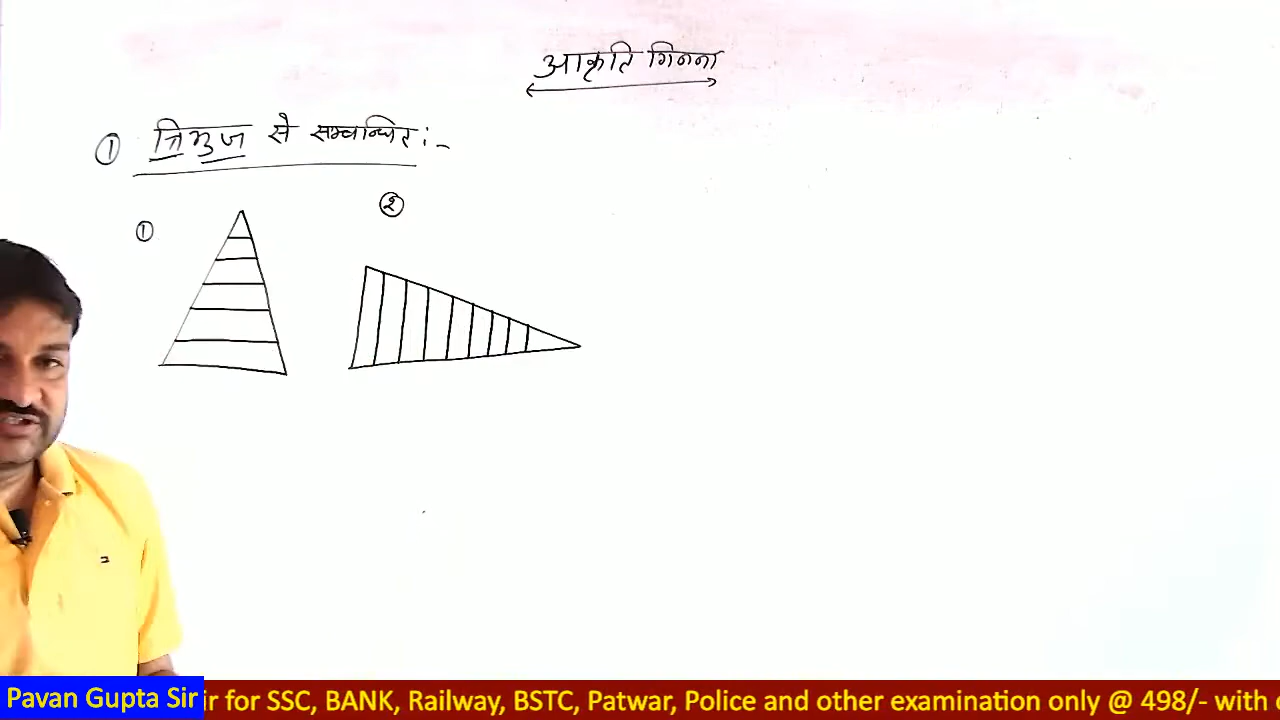 आकृति गिनना
① त्रिभुज से सम्बन्धित :-
①
②
Pavan Gupta Sir
ir for SSC, BANK, Railway, BSTC, Patwar, Police and other examination only @ 498/- with